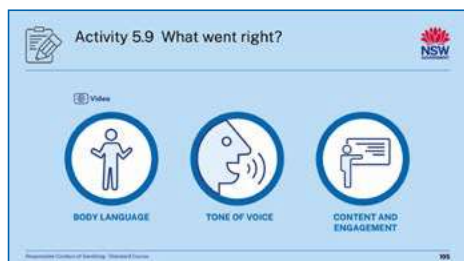 Activity 5.9 What went right?
NSW
GOVERNMENT
Video
BODY LANGUAGE
TONE OF VOICE
CONTENT AND
ENGAGEMENT
Responsible Conduct of Gambling - Standard Course
195